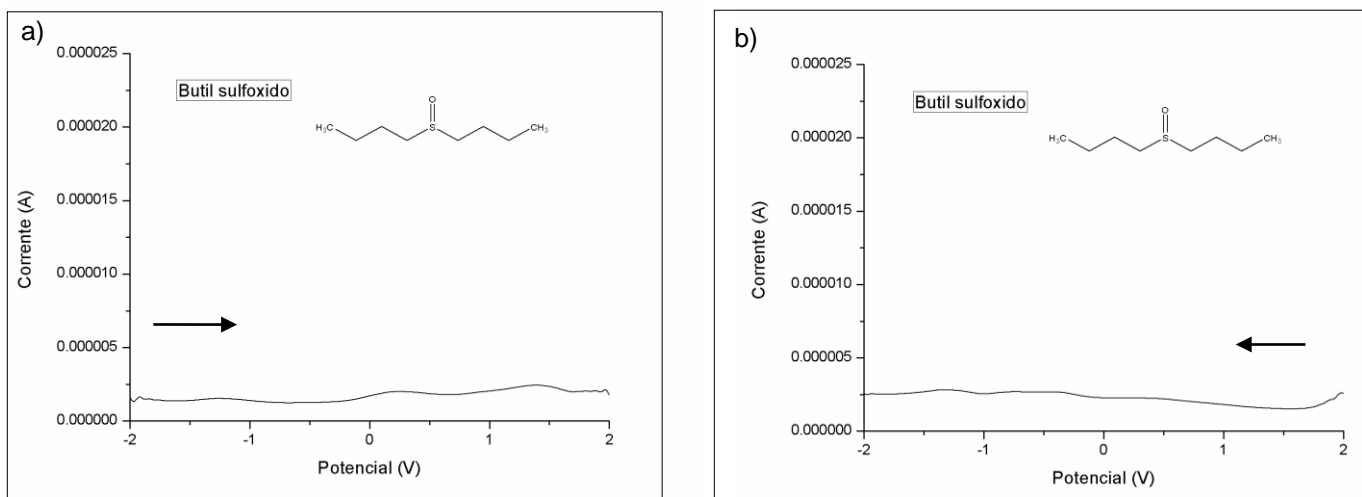 a)
0.000025
0.000020
0.000015
0.000010
0.000005
0.000000
Corrente (A)
Butil sulfoxido
O
H₃C
S
CH₃
-2
-1
0
1
2
Potencial (V)
b)
0.000025
0.000020
0.000015
0.000010
0.000005
0.000000
Corrente (A)
Butil sulfoxido
O
H₃C
S
CH₃
-2
-1
0
1
2
Potencial (V)